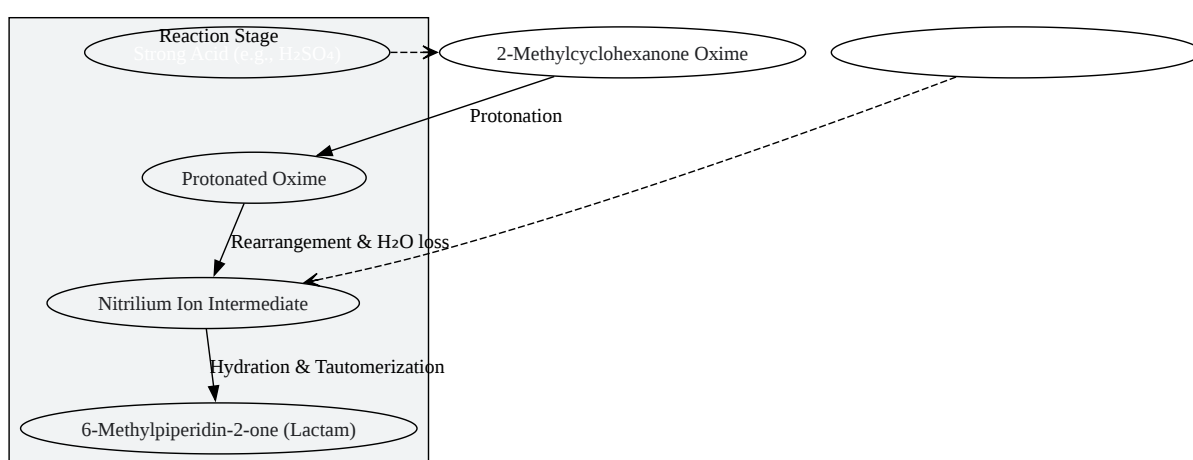 Reaction Stage
Strong Acid (e.g., H₂SO₄)
2-Methylcyclohexanone Oxime
Protonation
Protonated Oxime
Rearrangement & H₂O loss
Nitrilium Ion Intermediate
Hydration & Tautomerization
6-Methylpiperidin-2-one (Lactam)